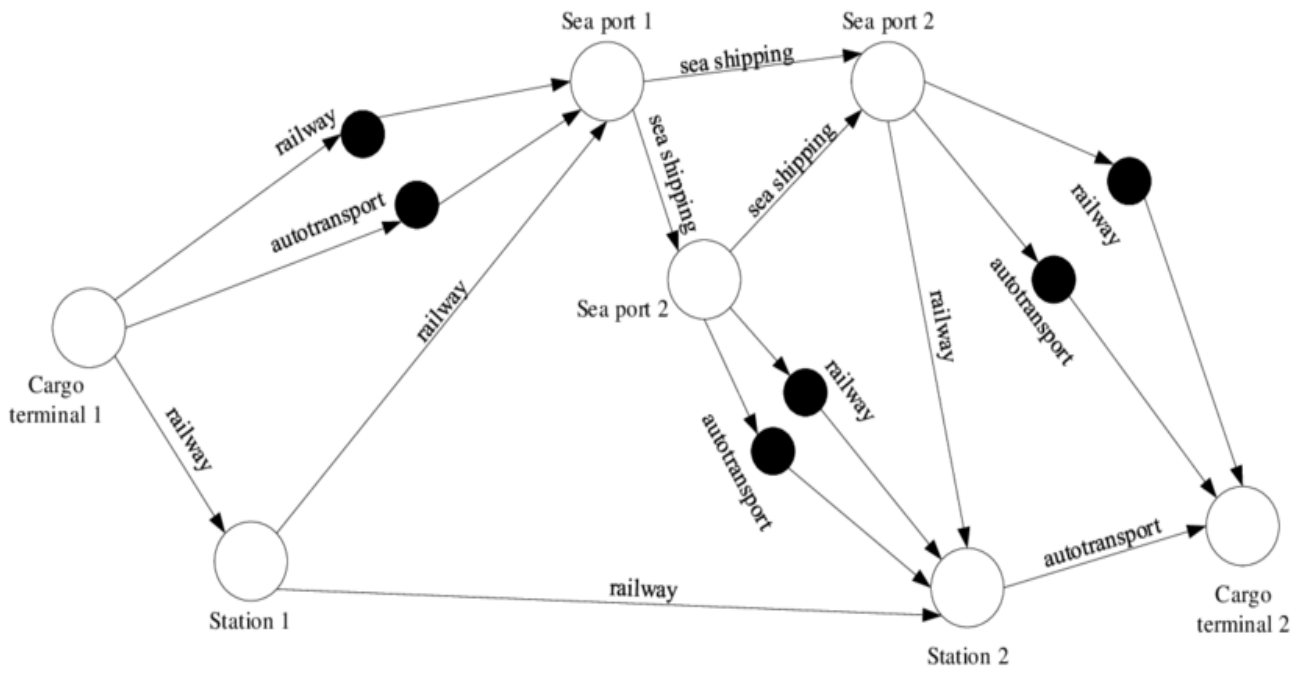 Sea port 1
Sea port 2
sea shipping
railway
sea shipping
sea shipping
autotransport
railway
railway
autotransport
railway
Sea port 2
railway
Cargo
terminal 1
railway
railway
autotransport
autotransport
railway
Station 1
Cargo
terminal 2
Station 2